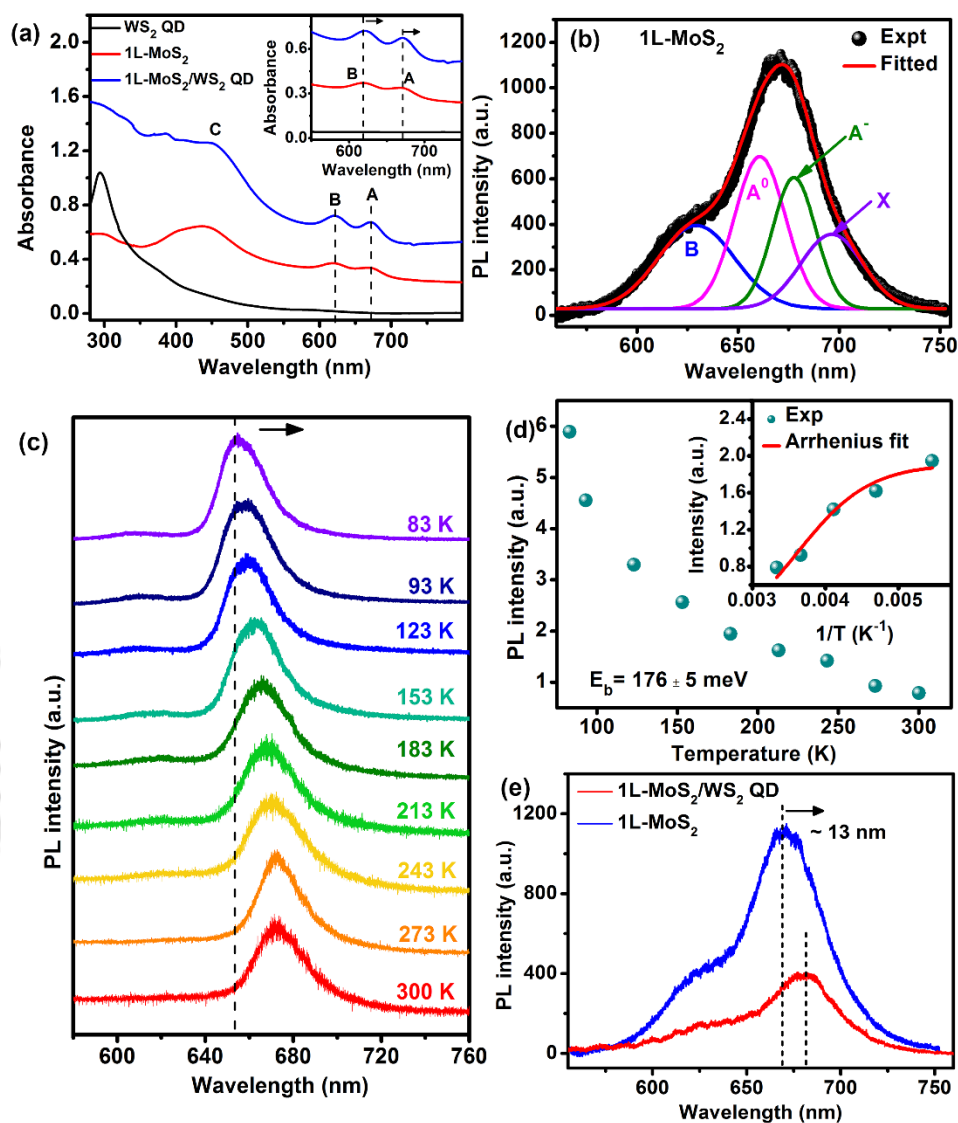 (a)
WS₂ QD
1L-MoS₂
1L-MoS₂/WS₂ QD
2.0
1.6
1.2
0.8
0.4
0.0
Absorbance
C
B
A
300 400 500 600 700
Wavelength (nm)
0.6
0.3
0.0
Absorbance
B
A
600 700
Wavelength (nm)
(b)
1L-MoS₂
Expt
Fitted
1200
1000
800
600
400
200
0
PL intensity (a.u.)
B
A⁰
A⁻
X
600 650 700 750
Wavelength (nm)
(c)
83 K
93 K
123 K
153 K
183 K
213 K
243 K
273 K
300 K
PL intensity (a.u.)
600 640 680 720 760
Wavelength (nm)
(d)
6
5
4
3
2
1
PL intensity (a.u.)
E_b= 176 ± 5 meV
100 150 200 250 300
Temperature (K)
Exp
Arrhenius fit
2.4
2.0
1.6
1.2
0.8
Intensity (a.u.)
0.003 0.004 0.005
1/T (K⁻¹)
(e)
1L-MoS₂/WS₂ QD
1L-MoS₂
~ 13 nm
1200
800
400
0
PL intensity (a.u.)
600 650 700 750
Wavelength (nm)